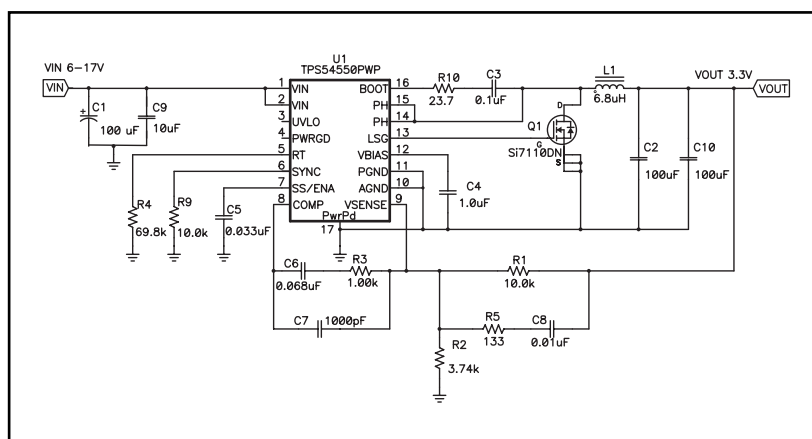 U1
TPS54550PWP
VIN 6-17V
VIN
C1
+
100 uF
C9
10uF
1 VIN
2 VIN
3 UVLO
4 PWRGD
5 RT
6 SYNC
7 SS/ENA
8 COMP
PwrPd
17
BOOT 16
PH 15
PH 14
LSG 13
VBIAS 12
PGND 11
AGND 10
VSENSE 9
R10
23.7
C3
0.1uF
L1
6.8uH
VOUT 3.3V
VOUT
Q1
D
G
S
Si7110DN
C2
100uF
C10
100uF
C4
1.0uF
R4
69.8k
R9
10.0k
C5
0.033uF
C6
0.068uF
R3
1.00k
C7
1000pF
R1
10.0k
R5
133
C8
0.01uF
R2
3.74k